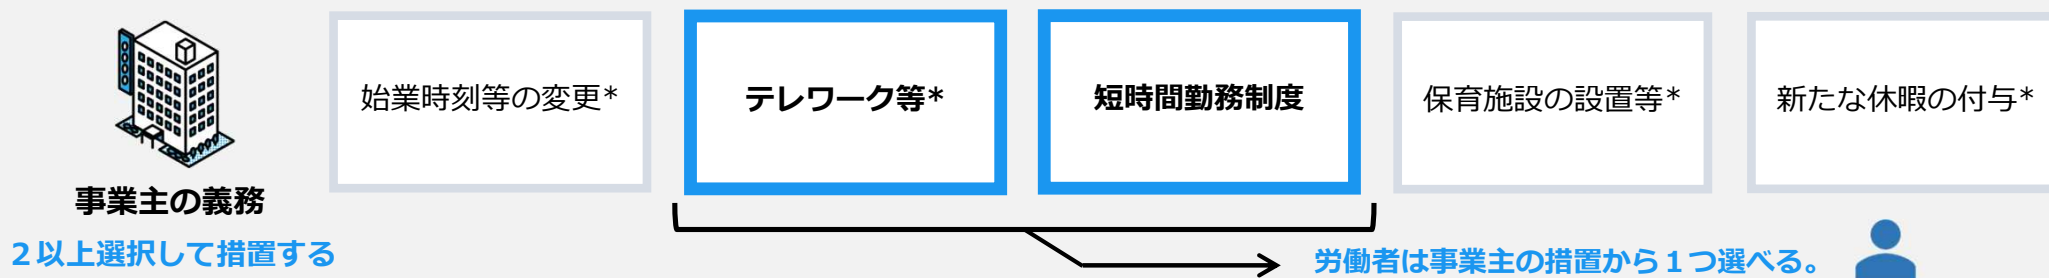 始業時刻等の変更*
テレワーク等*
短時間勤務制度
保育施設の設置等*
新たな休暇の付与*
事業主の義務
２以上選択して措置する
労働者は事業主の措置から１つ選べる。